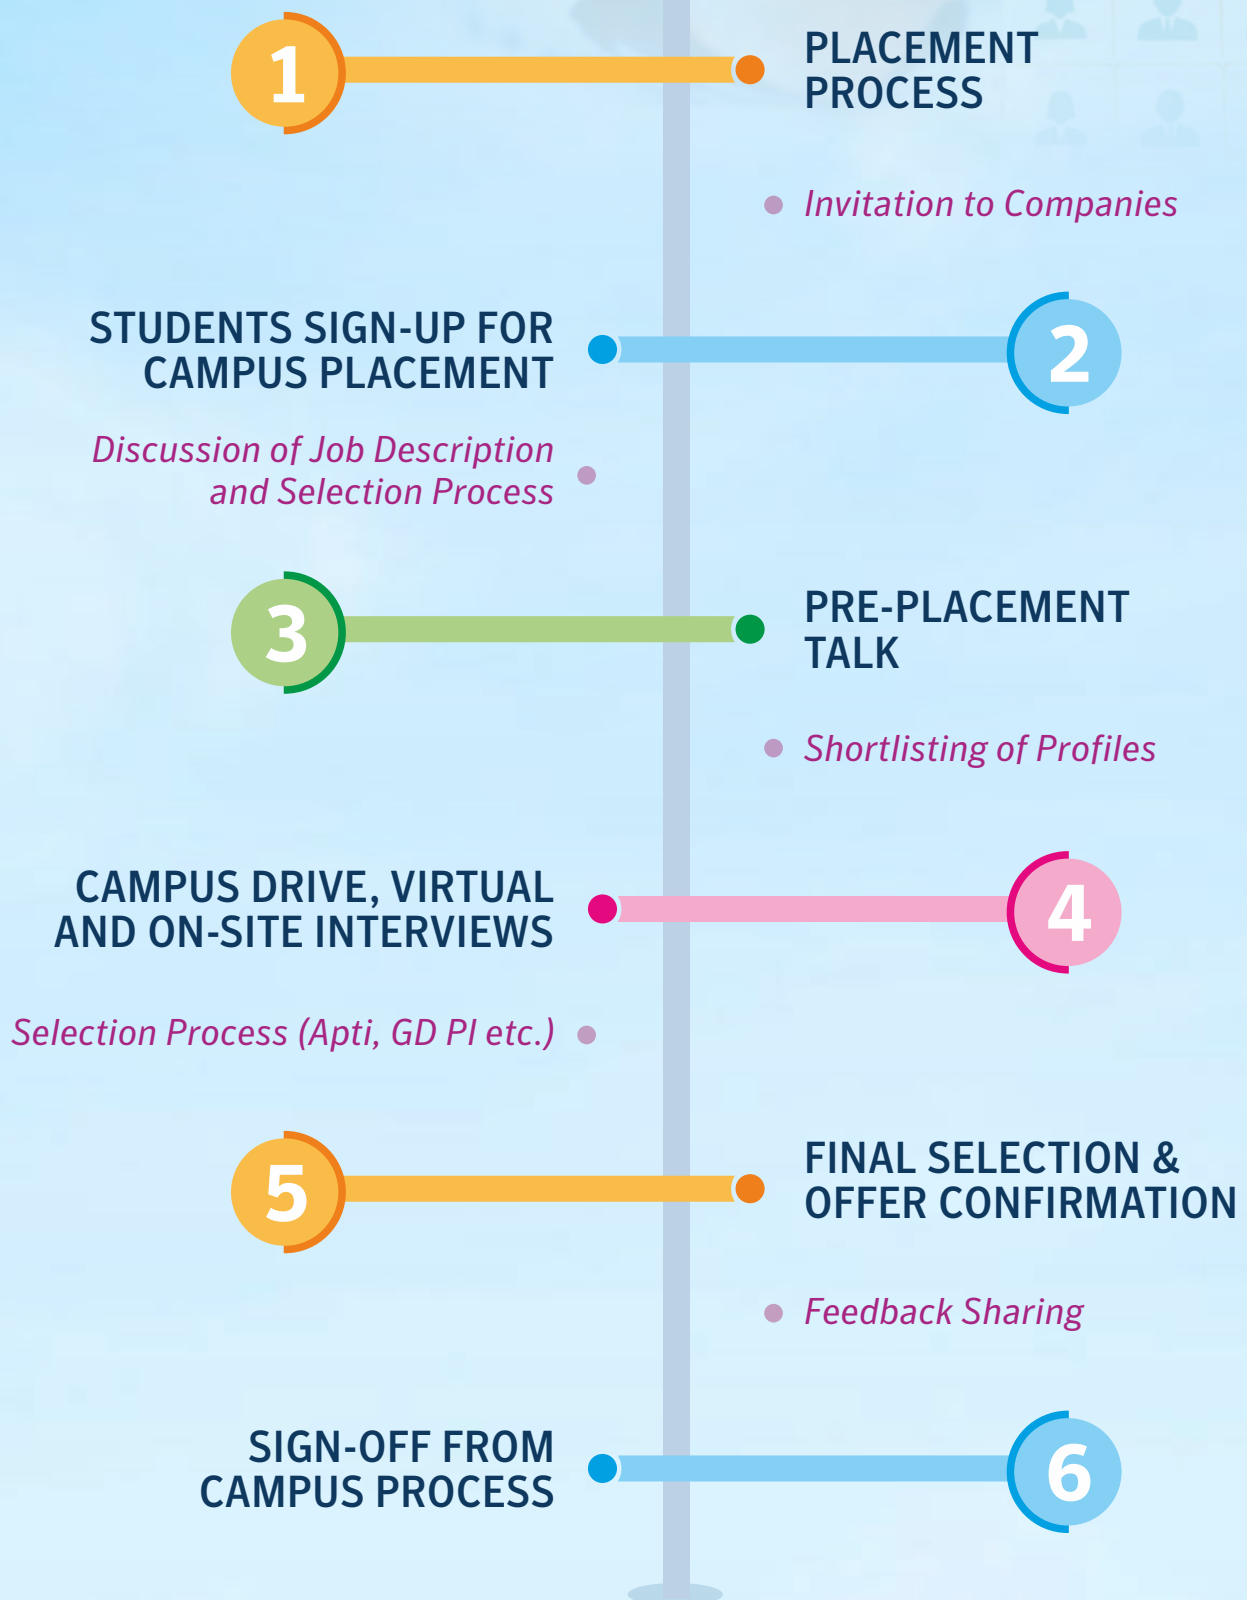 1
PLACEMENT
PROCESS
Invitation to Companies
STUDENTS SIGN-UP FOR
CAMPUS PLACEMENT
2
Discussion of Job Description
and Selection Process
3
PRE-PLACEMENT
TALK
Shortlisting of Profiles
CAMPUS DRIVE, VIRTUAL
AND ON-SITE INTERVIEWS
4
Selection Process (Apti, GD PI etc.)
5
FINAL SELECTION &
OFFER CONFIRMATION
Feedback Sharing
SIGN-OFF FROM
CAMPUS PROCESS
6